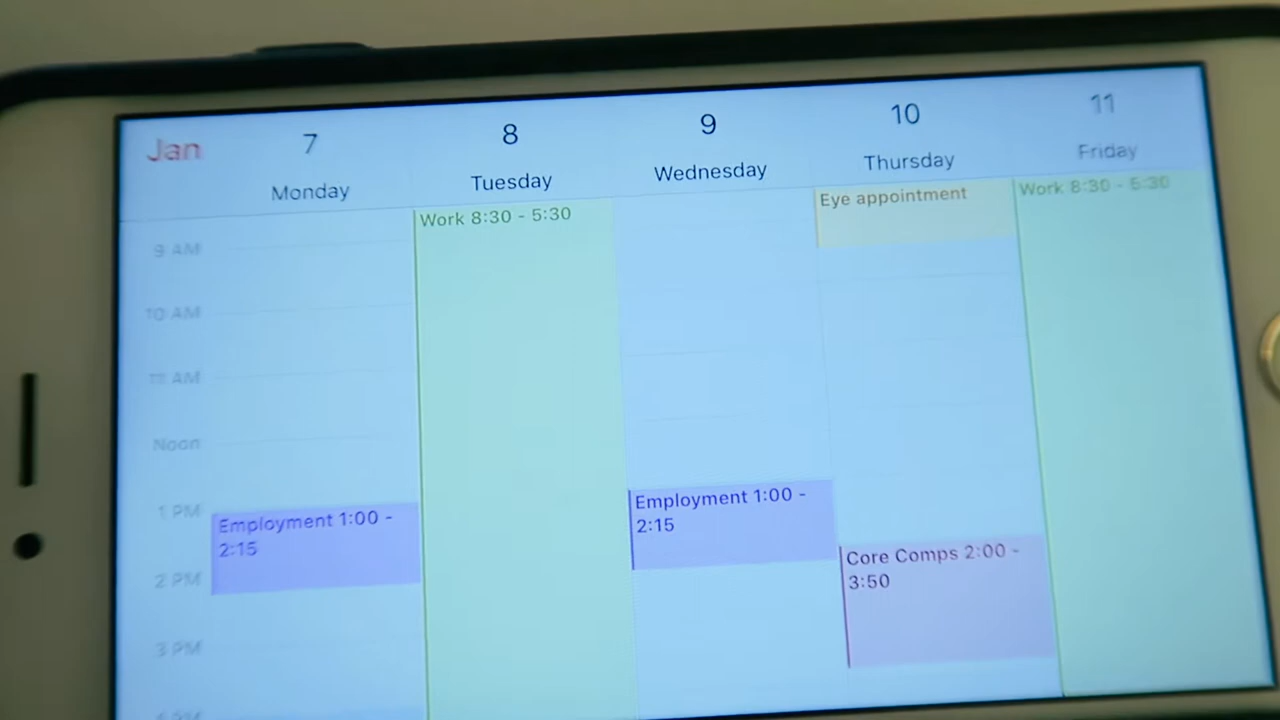 Jan
7
Monday
8
Tuesday
9
Wednesday
10
Thursday
11
Friday
Work 8:30 - 5:30
Eye appointment
Work 8:30 - 5:30
9 AM
10 AM
11 AM
Noon
1 PM
Employment 1:00 -
2:15
Employment 1:00 -
2:15
Core Comps 2:00 -
3:50
2 PM
3 PM